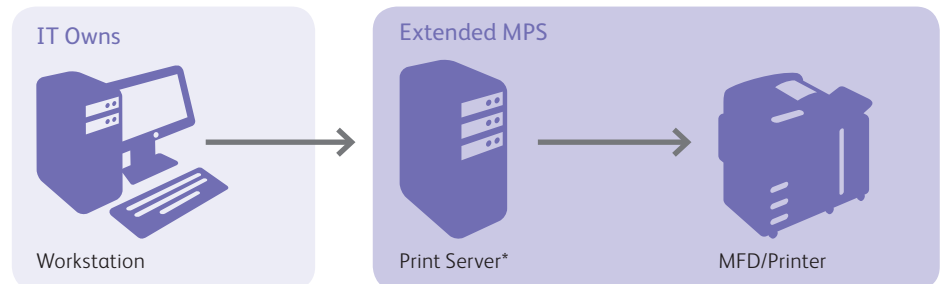 IT Owns
Extended MPS
Workstation
Print Server*
MFD/Printer